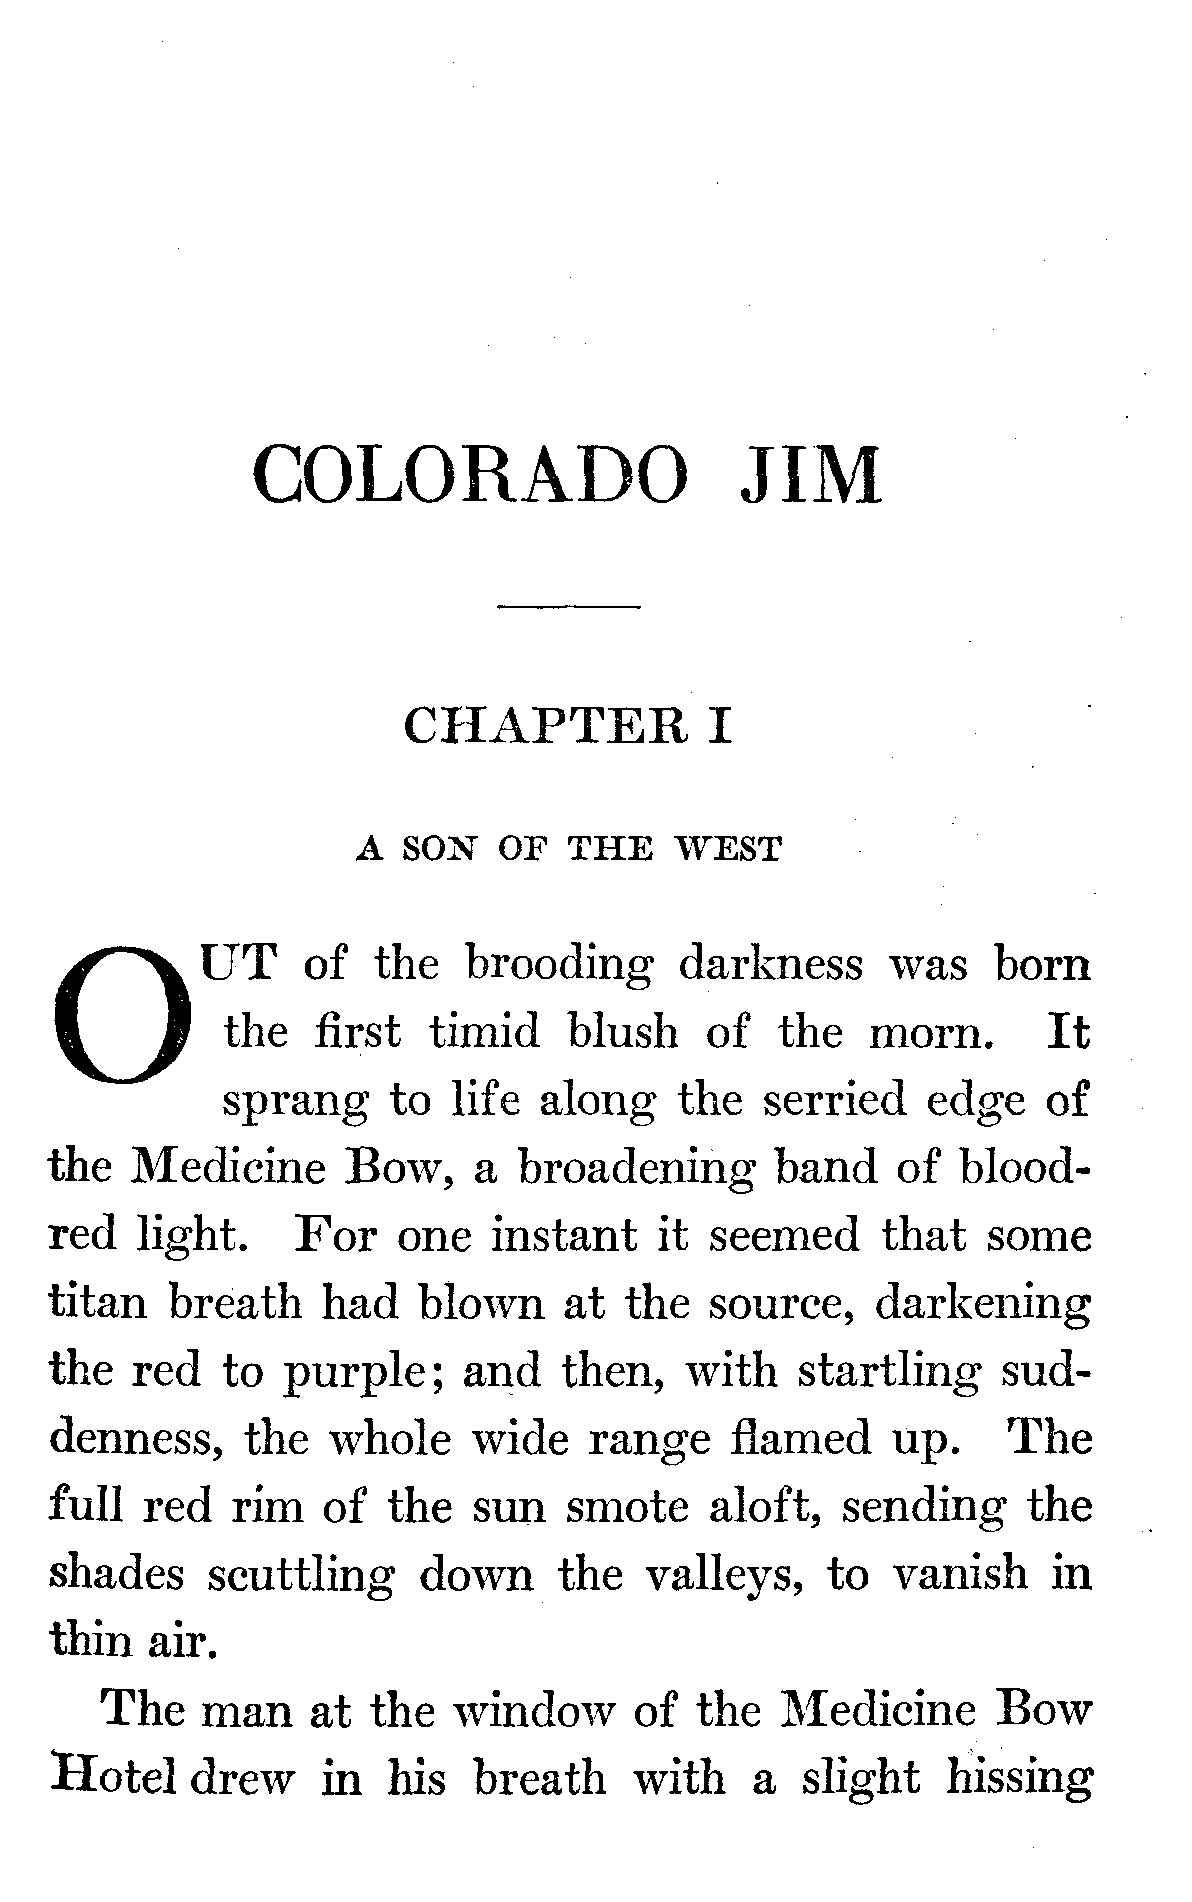 COLORADO JIM
CHAPTER I
A SON OF THE WEST
OUT of the brooding darkness was born
the first timid blush of the morn. It
sprang to life along the serried edge of
the Medicine Bow, a broadening band of blood-
red light. For one instant it seemed that some
titan breath had blown at the source, darkening
the red to purple; and then, with startling sud-
denness, the whole wide range flamed up. The
full red rim of the sun smote aloft, sending the
shades scuttling down the valleys, to vanish in
thin air.
The man at the window of the Medicine Bow
Hotel drew in his breath with a slight hissing